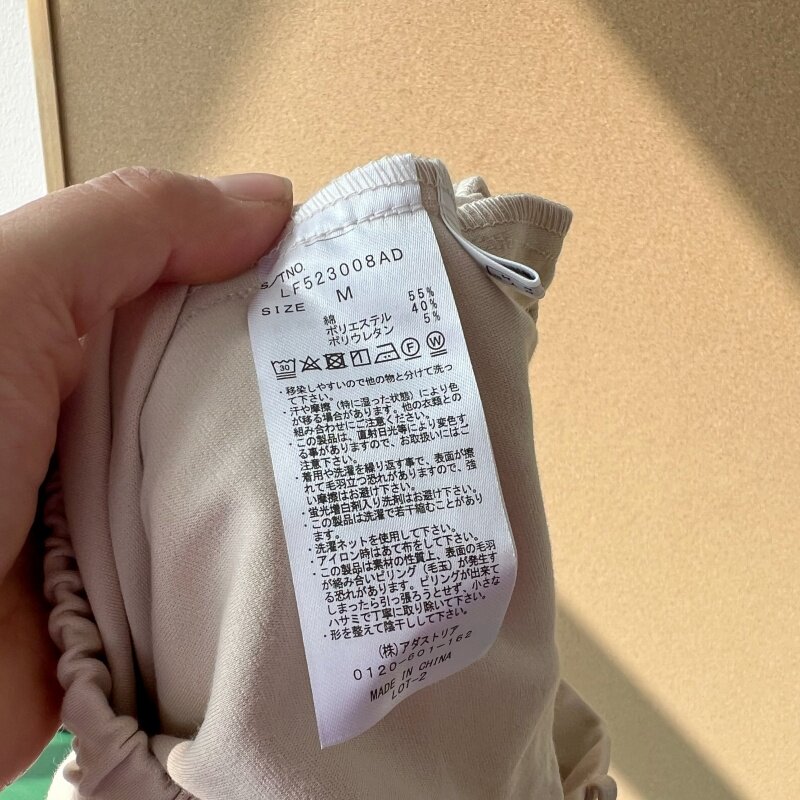 S/TNO.
LF523008AD
SIZE M
綿 55%
ポリエステル 40%
ポリウレタン 5%
30 F W
・移染しやすいので他の物と分けて洗っ
て下さい。
・汗や摩擦（特に湿った状態）により色
が移る場合があります。他の衣類との
組み合わせにご注意ください。
・この製品は、直射日光等により変色す
る事がありますので、お取扱いにはご
注意下さい。
・着用や洗濯を繰り返す事で、表面が擦
れて毛羽立つ恐れがありますので、強
い摩擦はお避け下さい。
・蛍光増白剤入り洗剤はお避け下さい。
・この製品は洗濯で若干縮むことがあり
ます。
・洗濯ネットを使用して下さい。
・アイロン時はあて布をして下さい。
・この製品は素材の性質上、表面の毛羽
が絡み合いピリング（毛玉）が発生す
る恐れがあります。ピリングが出来て
しまったら引っ張ろうとせず、小さな
ハサミで丁寧に取り除いて下さい。
・形を整えて陰干しして下さい。
(株)アダストリア
0120-601-162
MADE IN CHINA
LOT-2